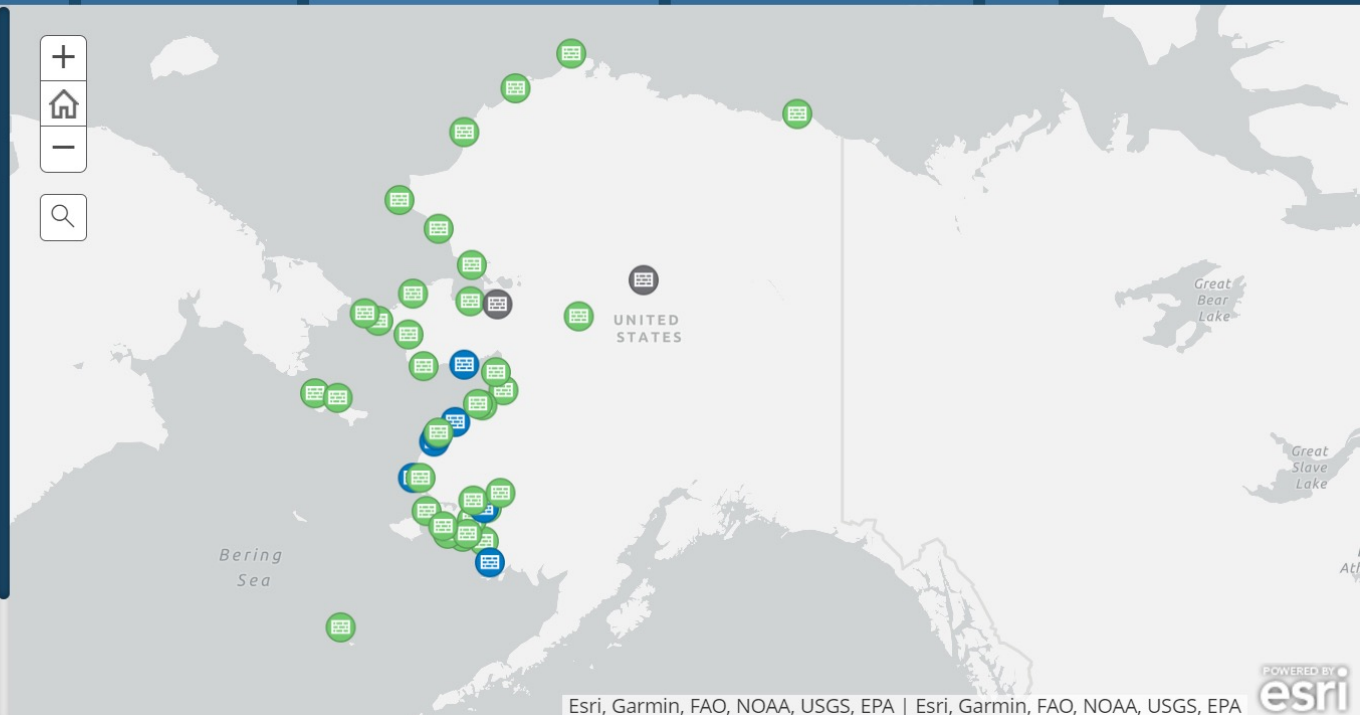 UNITED
STATES
Great
Bear
Lake
Great
Slave
Lake
Bering
Sea
Esri, Garmin, FAO, NOAA, USGS, EPA | Esri, Garmin, FAO, NOAA, USGS, EPA
POWERED BY
esri